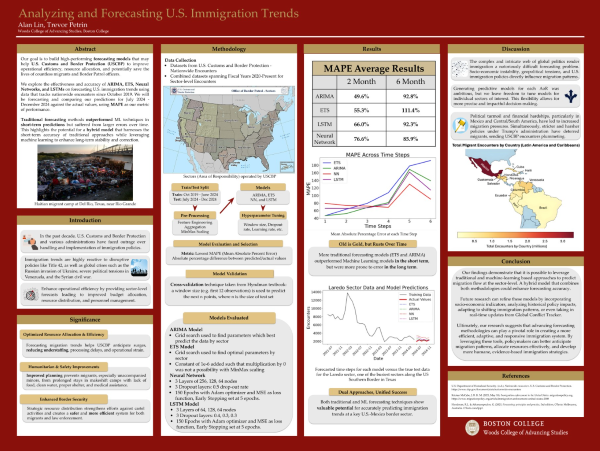 Analyzing and Forecasting U.S. Immigration Trends
Alan Lin, Trevor Petrin
Woods College of Advancing Studies, Boston College
Abstract
Our goal is to build high-performing forecasting models that may
help U.S. Customs and Border Protection (USCBP) to improve
operational efficiency, resource allocation, and potentially save the
lives of countless migrants and Border Patrol officers.
We explore the effectiveness and accuracy of ARIMA, ETS, Neural
Networks, and LSTMs on forecasting U.S. immigration trends using
data that tracks nationwide encounters since October 2019. We will
be forecasting and comparing our predictions for July 2024 -
December 2024 against the actual values, using MAPE as our metric
of performance
Traditional forecasting methods outperformed ML techniques in
short-term predictions but suffered from larger errors over time.
This highlights the potential for a hybrid model that harnesses the
short-term accuracy of traditional approaches while leveraging
machine learning to enhance long-term stability and correction.
Haitian migrant camp at Del Rio, Texas, near Rio Grande
Introduction
In the past decade, U.S. Customs and Border Protection
and various administrations have faced outrage over
handling and implementation of immigration policies.
Immigration trends are highly reactive to disruptive
policies like Title 42, as well as global crises such as the
Russian invasion of Ukraine, severe political tensions in
Venezuela, and the Syrian civil war.
Enhance operational efficiency by providing sector-level
forecasts leading to improved budget allocation,
resource distribution, and personnel management.
Significance
Optimized Resource Allocation & Efficiency
Forecasting migration trends helps USCBP anticipate surges,
reducing understaffing, processing delays, and operational strain.
Humanitarian & Safety Improvements
Improved planning prevents migrants, especially unaccompanied
minors, from prolonged stays in makeshift camps with lack of
food, clean water, proper shelter, and medical assistance.
Enhanced Border Security
Strategic resource distribution strengthens efforts against cartel
activities and creates a safer and more efficient system for both
migrants and law enforcement.
Methodology
Data Collection
• Datasets from U.S. Customs and Border Protection -
Nationwide Encounters
• Combined datasets spanning Fiscal Years 2020-Present for
Sector-level Encounters
Sectors (Area of Responsibility) operated by USCBP
Train/Test Split
Train: Oct 2019 - June 2024
Test: July 2024 - Dec 2024
Models
ARIMA, ETS,
NN, and LSTM.
Pre-Processing
Feature Engineering
Aggregation
MinMax Scaling
Hyperparameter Tuning
Window size, Dropout
rate, Learning rate, etc.
Model Evaluation and Selection
Metric: Lowest MAPE (Mean Absolute Percent Error)
Absolute percentage difference between predicted/actual values
Model Validation
Cross-validation technique taken from Hyndman: methods
a window size (e.g. first 12 observations) is used to predict
the next n points, where n is the size of test set
Models Evaluated
ARIMA Model
• Grid search used to find parameters which best
predict the data by sector
ETS Model
• Grid search used to find optimal parameters by
sector
• Constant of 1e-6 added such that multiplication by 0
was not a possibility with MinMax scaling
Neural Network
• 3 Layers of 256, 128, 64 nodes
• 3 Dropout layers: 0.5 drop-out rate
• 150 Epochs with Adam optimizer and MSE as loss
function, Early Stopping set at 5 epochs.
LSTM Model
• 3 Layers of 64, 128, 64 nodes
• 3 Dropout layers: 0.4, 0.3, 0.3
• 150 Epochs with Adam optimizer and MSE as loss
function, Early Stopping set at 5 epochs.
Results
MAPE Average Results
2 Month 6 Month
ARIMA 49.6% 92.8%
ETS 55.3% 111.4%
LSTM 66.0% 92.3%
Neural Network 76.6% 85.9%
MAPE Across Time Steps
ETS
ARIMA
NN
LSTM
MAPE
Time Steps
Mean Absolute Percentage Error at each Time Step
Old is Gold, but Rusts Over Time
More traditional forecasting models (ETS and ARIMA)
outperformed Machine Learning models in the short term,
but were more prone to error in the long term.
Laredo Sector Data and Model Predictions
Training Data
Actual Values
ETS
ARIMA
NN
LSTM
Encounters
Date
Forecasted time steps for each model versus the true test data
for the Laredo sector, one of the busiest sectors along the US
Southern Border in Texas
Dual Approaches, Unified Success
Both traditional and ML forecasting techniques show
valuable potential for accurately predicting immigration
trends at a key U.S.-Mexico border sector.
Discussion
The complex and intricate web of global politics render
immigration a notoriously difficult forecasting problem:
Socio-economic instability, geopolitical tensions, and U.S.
immigration policies directly influence migration patterns.
Generating predictive models for each AoR was
ambitious, but we have freedom to tune models for
individual sectors of interest. This flexibility allows for
more precise and impactful decision-making.
Political turmoil and financial hardships, particularly in
Mexico and Central/South America, have led to increased
migration pressures. Simultaneously, stricter and harsher
policies under Trump's administration have deterred
migrants, sending USCBP encounters plummeting.
Total Migrant Encounters by Country (Latin America and Caribbeans)
Total Encounters by Country (millions)
Conclusion
Our findings demonstrate that it is possible to leverage
traditional and machine-learning based approaches to predict
migration flow at the sector-level. A hybrid model that combines
both methodologies could enhance forecasting accuracy.
Future research can refine these models by incorporating
socioeconomic indicators, analyzing historical policy impacts,
adapting to shifting immigration patterns, or even taking in
real-time updates from Global Conflict Tracker.
Ultimately, our research suggests that advancing forecasting
methodologies can play a crucial role in creating a more
efficient, adaptive, and responsive immigration system. By
leveraging these tools, policymakers can better anticipate
migration patterns, allocate resources effectively, and develop
more humane, evidence-based immigration strategies.
References
BOSTON COLLEGE
Woods College of Advancing Studies